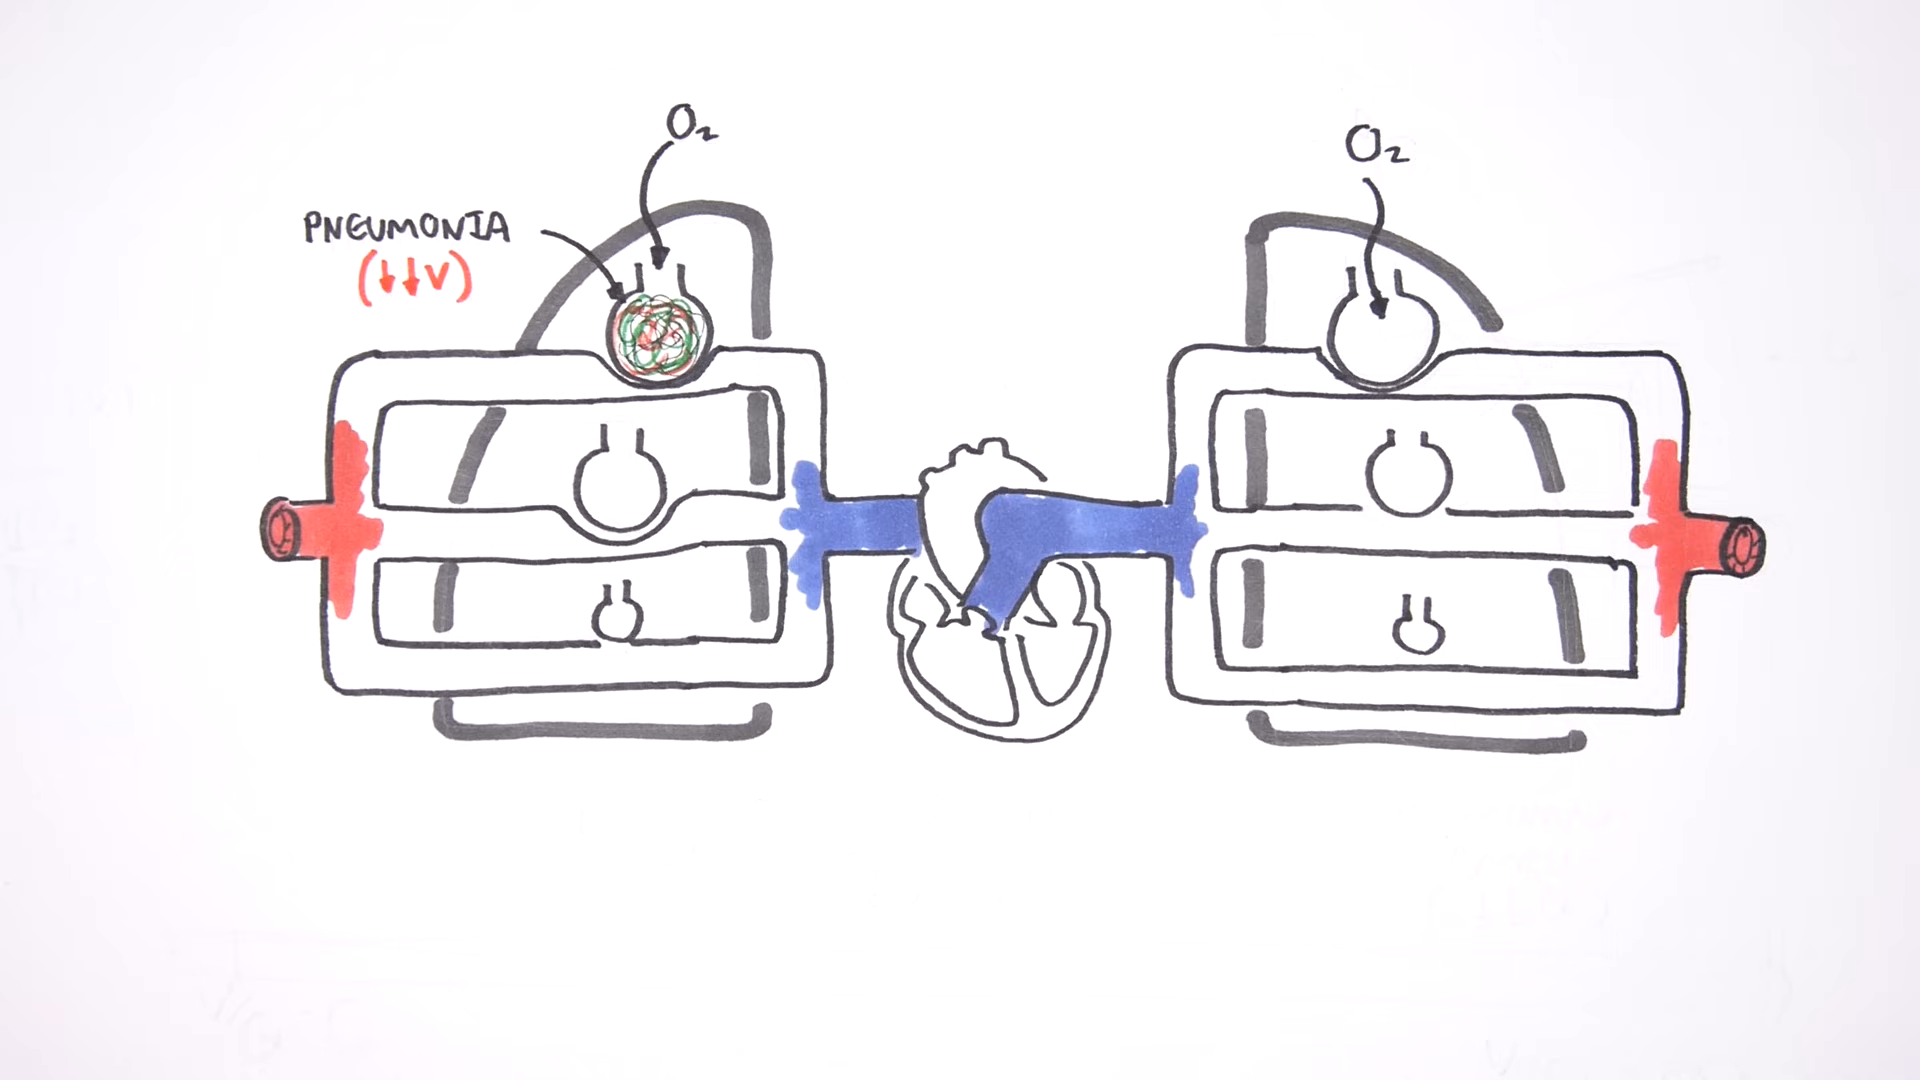 O₂
O₂
PNEUMONIA
(↓↓V)